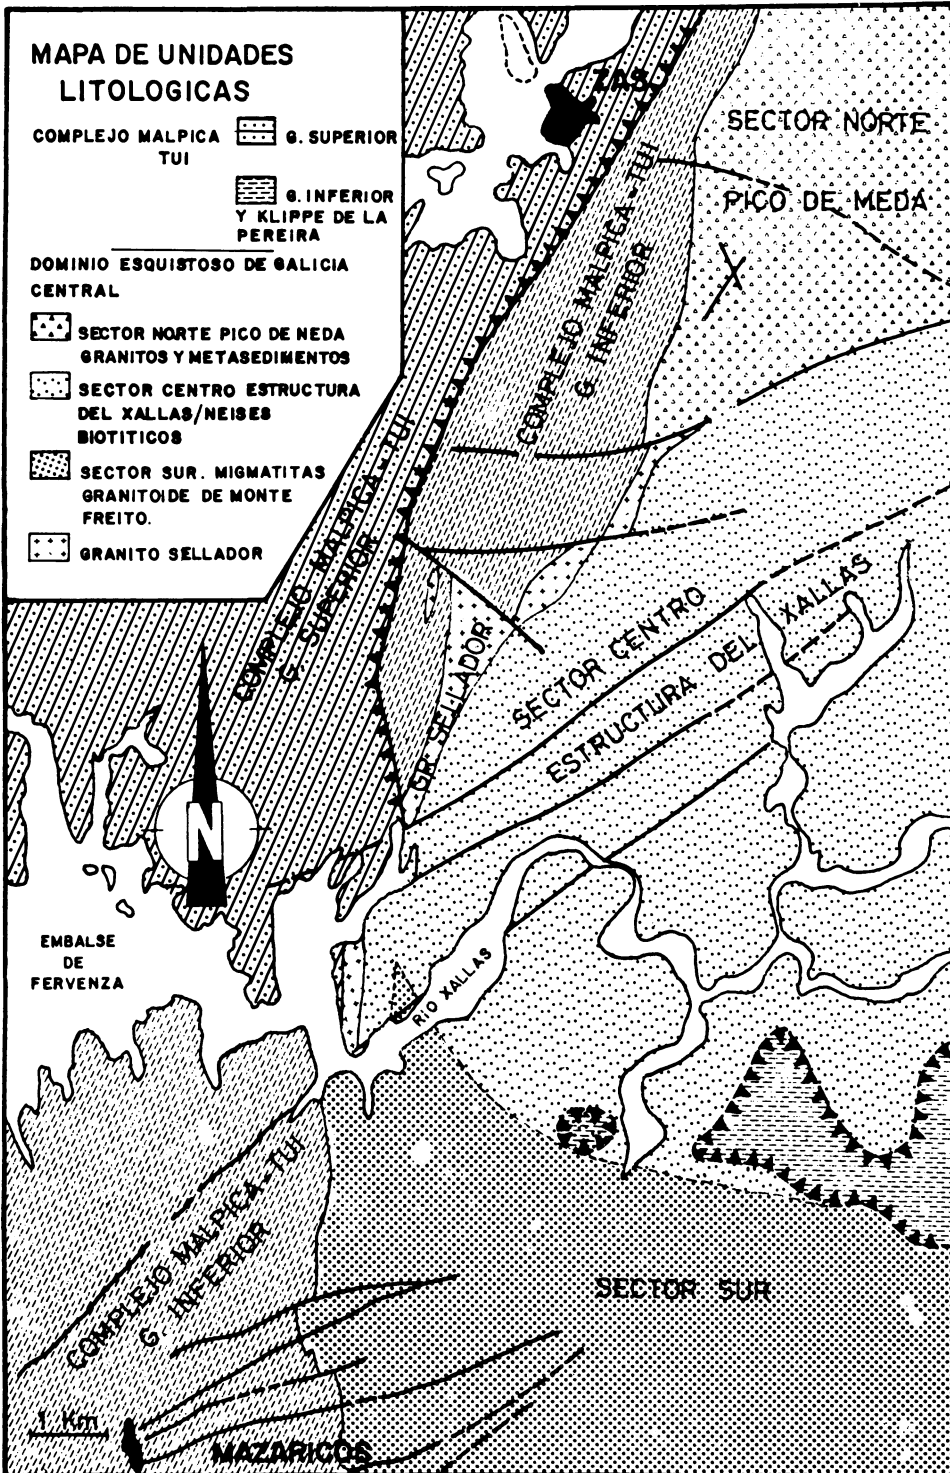 MAPA DE UNIDADES
LITOLOGICAS
COMPLEJO MALPICA
TUI
G. SUPERIOR
G. INFERIOR
Y KLIPPE DE LA
PEREIRA
DOMINIO ESQUISTOSO DE GALICIA
CENTRAL
SECTOR NORTE PICO DE NEDA
GRANITOS Y METASEDIMENTOS
SECTOR CENTRO ESTRUCTURA
DEL XALLAS/NEISES
BIOTITICOS
SECTOR SUR. MIGMATITAS
GRANITOIDE DE MONTE
FREITO.
GRANITO SELLADOR
ZAS
SECTOR NORTE
PICO DE MEDA
COMPLEJO MALPICA - TUI
G. INFERIOR
COMPLEJO MALPICA - TUI
G. SUPERIOR
GR. SELLADOR
SECTOR CENTRO
ESTRUCTURA DEL XALLAS
N
EMBALSE
DE
FERVENZA
RIO XALLAS
COMPLEJO MALPICA - TUI
G. INFERIOR
SECTOR SUR
1 Km
MAZARICOS